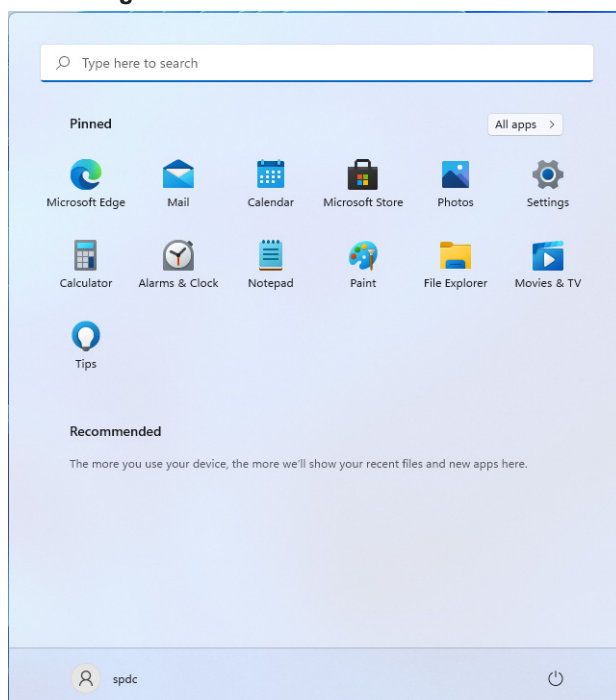 Type here to search
Pinned
All apps >
Microsoft Edge Mail Calendar Microsoft Store Photos Settings
Calculator Alarms & Clock Notepad Paint File Explorer Movies & TV
Tips
Recommended
The more you use your device, the more we'll show your recent files and new apps here.
spdc